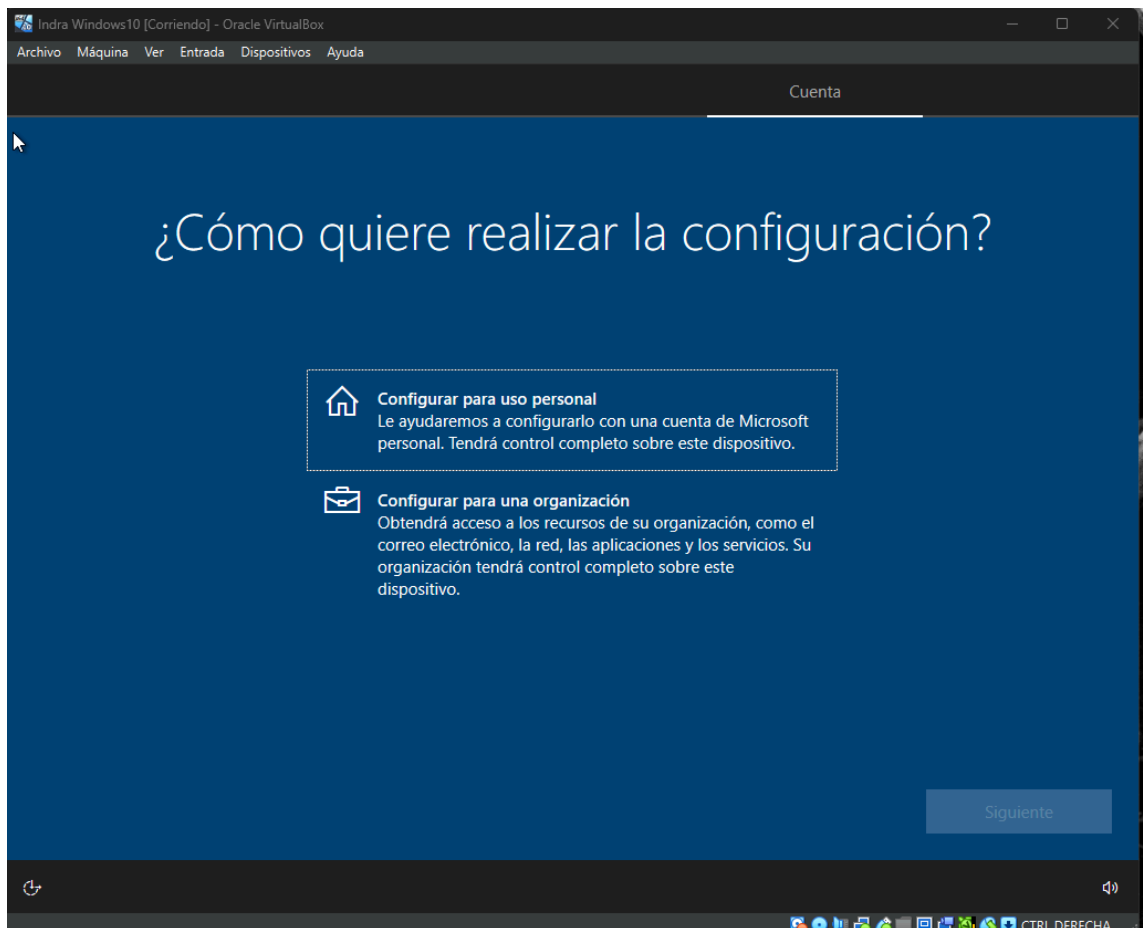 Indra Windows10 [Corriendo] - Oracle VirtualBox
Archivo Máquina Ver Entrada Dispositivos Ayuda
Cuenta
¿Cómo quiere realizar la configuración?
Configurar para uso personal
Le ayudaremos a configurarlo con una cuenta de Microsoft
personal. Tendrá control completo sobre este dispositivo.
Configurar para una organización
Obtendrá acceso a los recursos de su organización, como el
correo electrónico, la red, las aplicaciones y los servicios. Su
organización tendrá control completo sobre este
dispositivo.
Siguiente
CTRL DERECHA